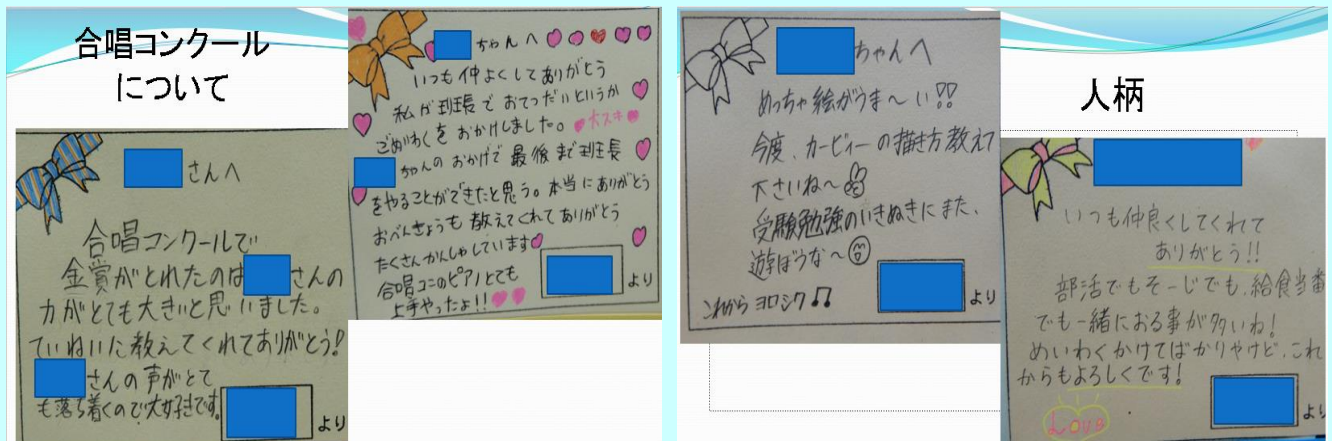 合唱コンクール
について
さんへ
合唱コンクールで
金賞がとれたのは さんの
力がとても大きいと思いました。
ていねいに教えてくれてありがとう!
さんの声がとて
も落ち着くので大好きです。
より
ちゃんへ
いつも仲よくしてありがとう
私が班長で おてつだいというか
ごめいわくを おかけしました。大スキ
ちゃんの おかげで 最後まで班長
をやることができたと思う。本当にありがとう
おべんきょうも 教えてくれて ありがとう
たくさん かんしゃしています
合唱コンのピアノとても
上手やったよ!!
より
ちゃんへ
めっちゃ絵がうま〜い!!
今度、カービィーの描き方教えて
下さいね〜
受験勉強のいきぬきにまた、
遊ぼうな〜
これから ヨロシク♫
より
人柄
いつも仲良くしてくれて
ありがとう!!
部活でもそーじでも、給食当番
でも一緒におる事が多いね!
めいわくかけてばかりやけど、これ
からもよろしくです!
Love
より